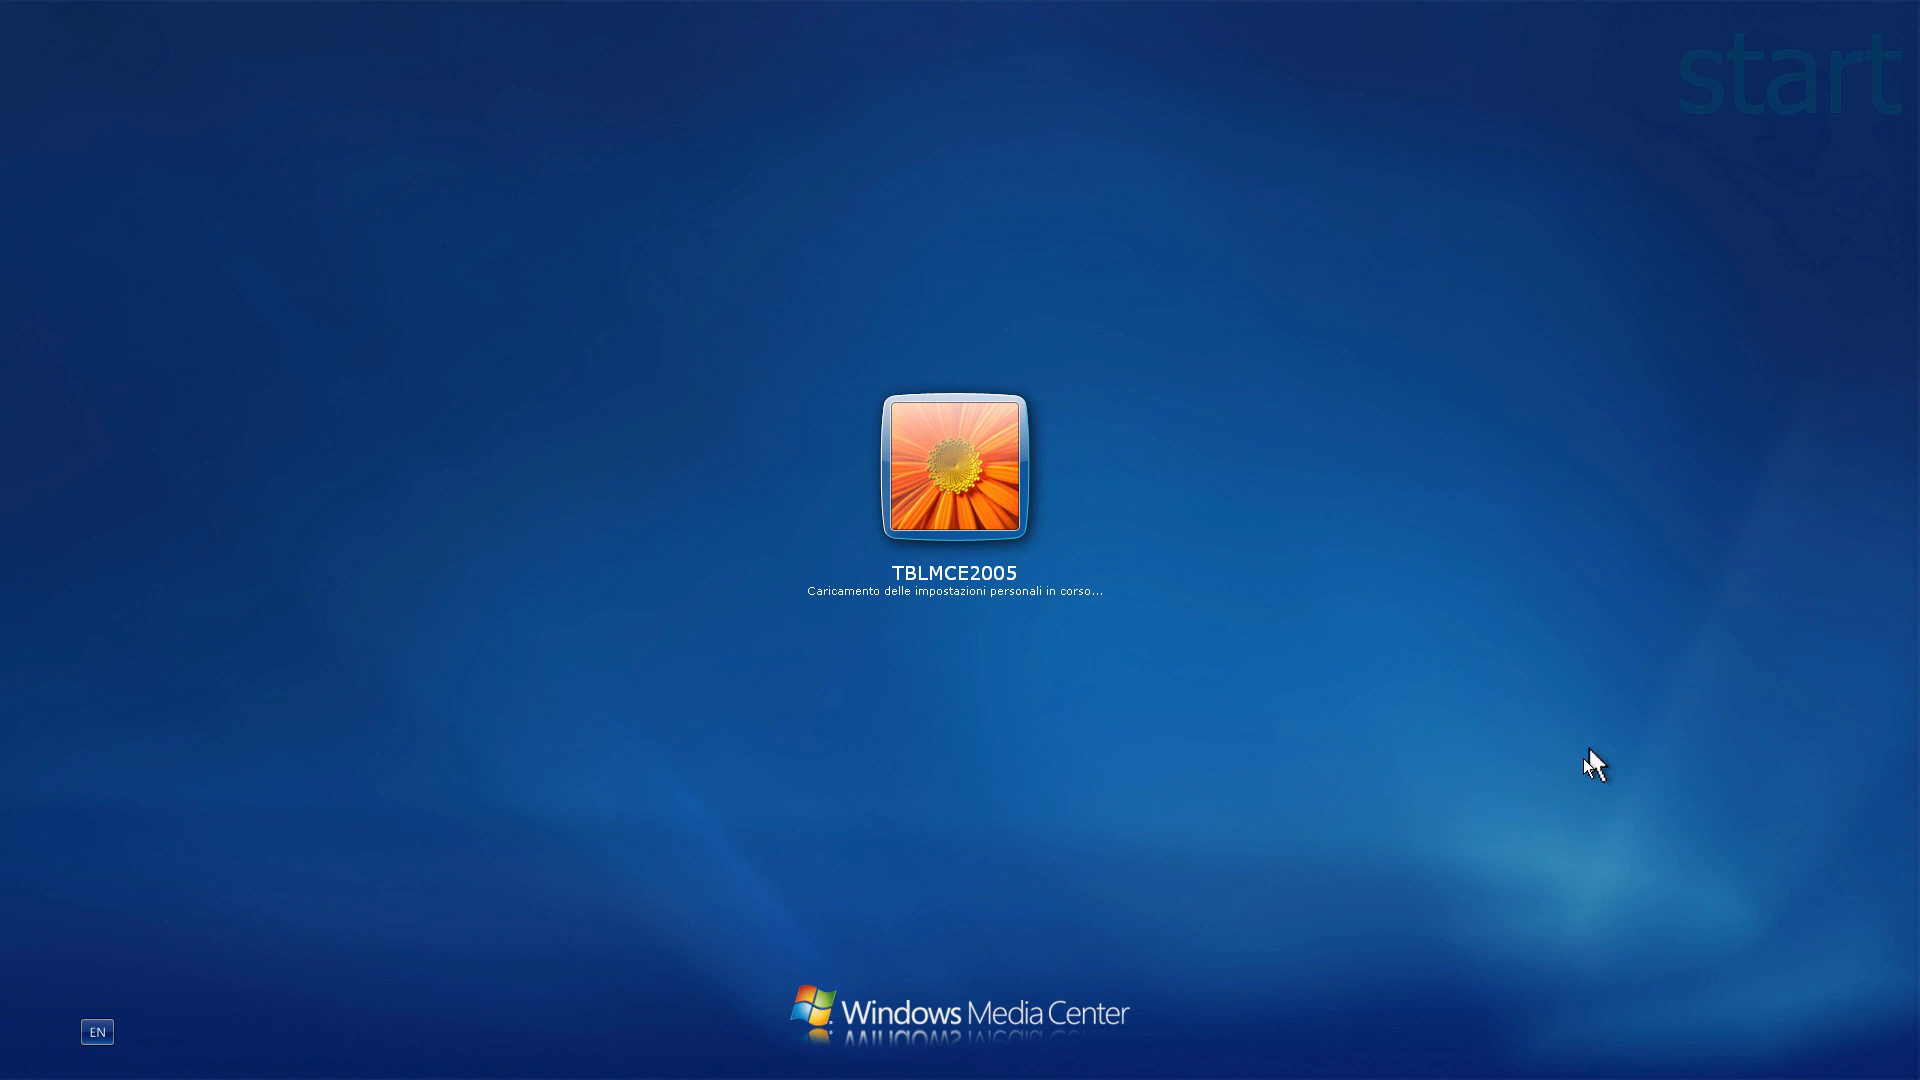 start
TBLMCE2005
Caricamento delle impostazioni personali in corso...
Windows Media Center
EN